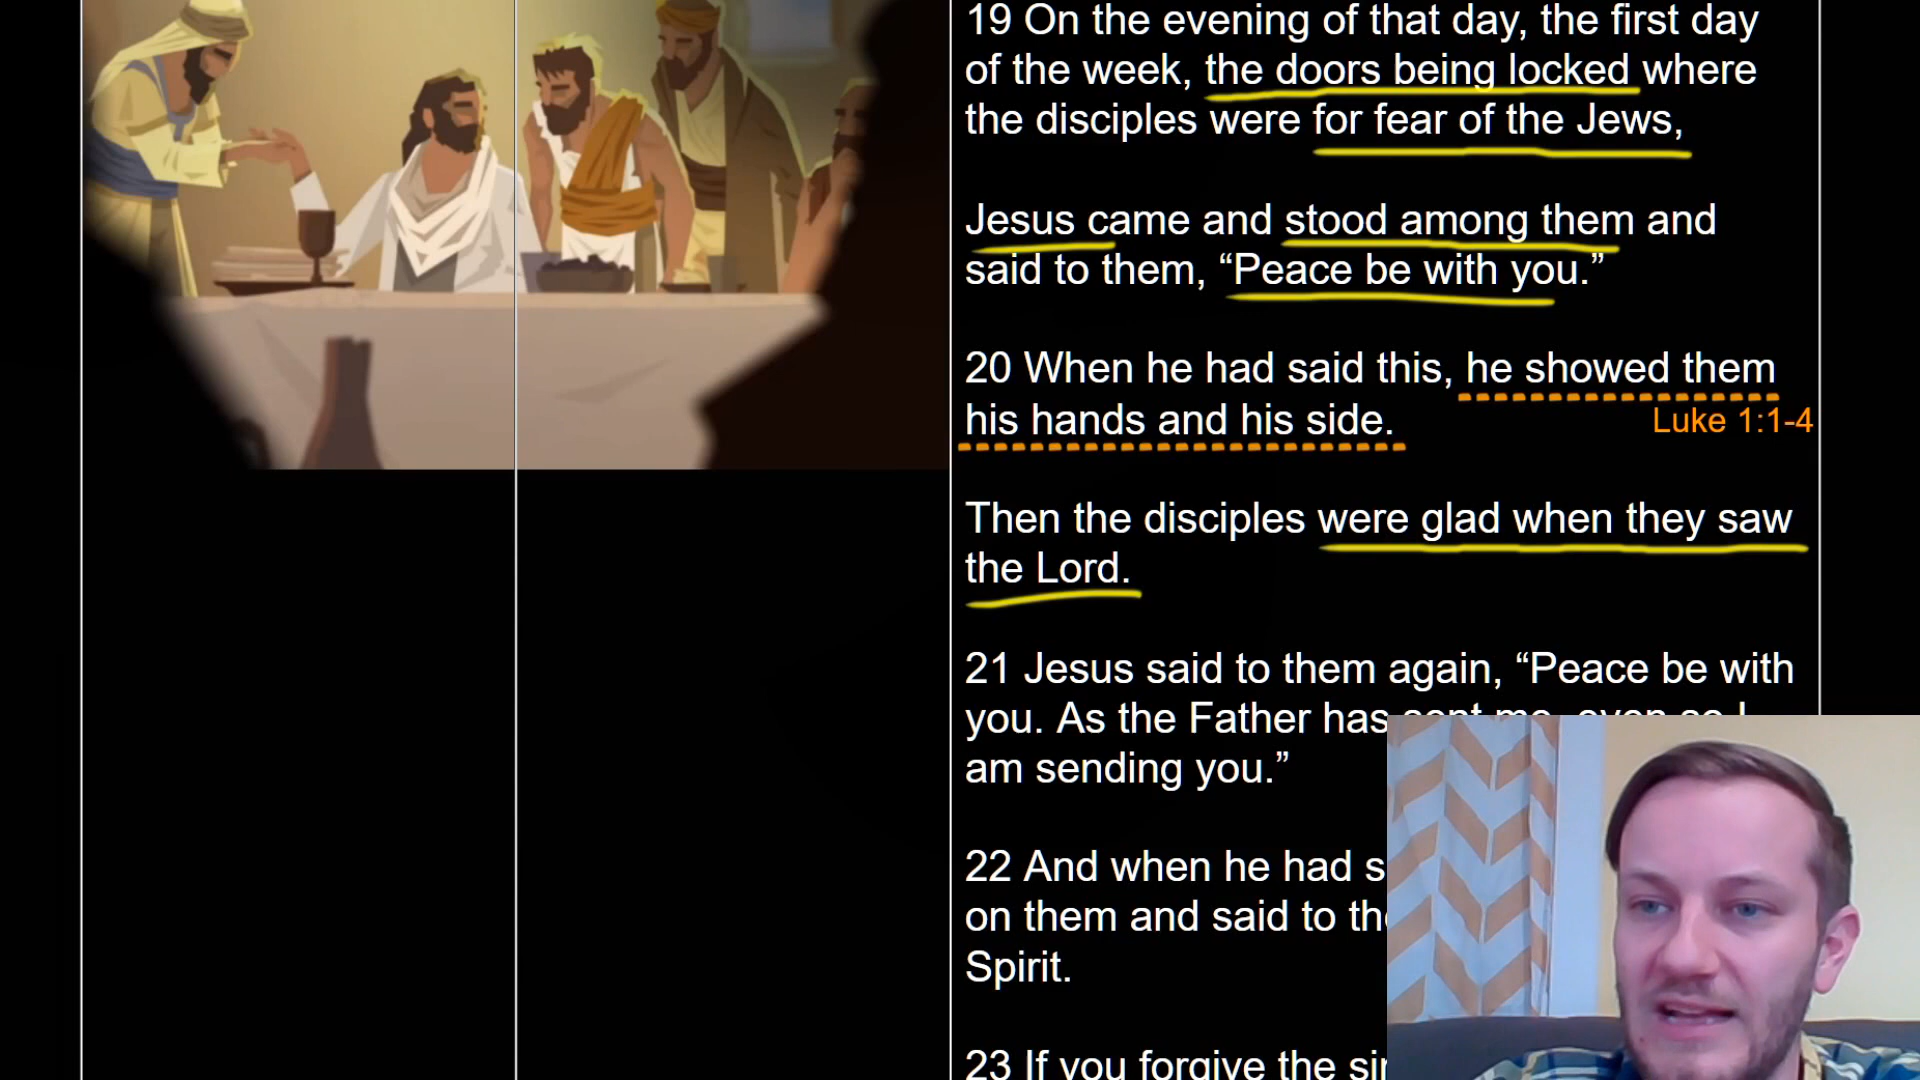 19 On the evening of that day, the first day
of the week, the doors being locked where
the disciples were for fear of the Jews,
Jesus came and stood among them and
said to them, “Peace be with you.”
20 When he had said this, he showed them
his hands and his side.
Luke 1:1-4
Then the disciples were glad when they saw
the Lord.
21 Jesus said to them again, “Peace be with
you. As the Father has sent me, even so I
am sending you.”
22 And when he had
on them and said to
Spirit.
23 If you forgive the